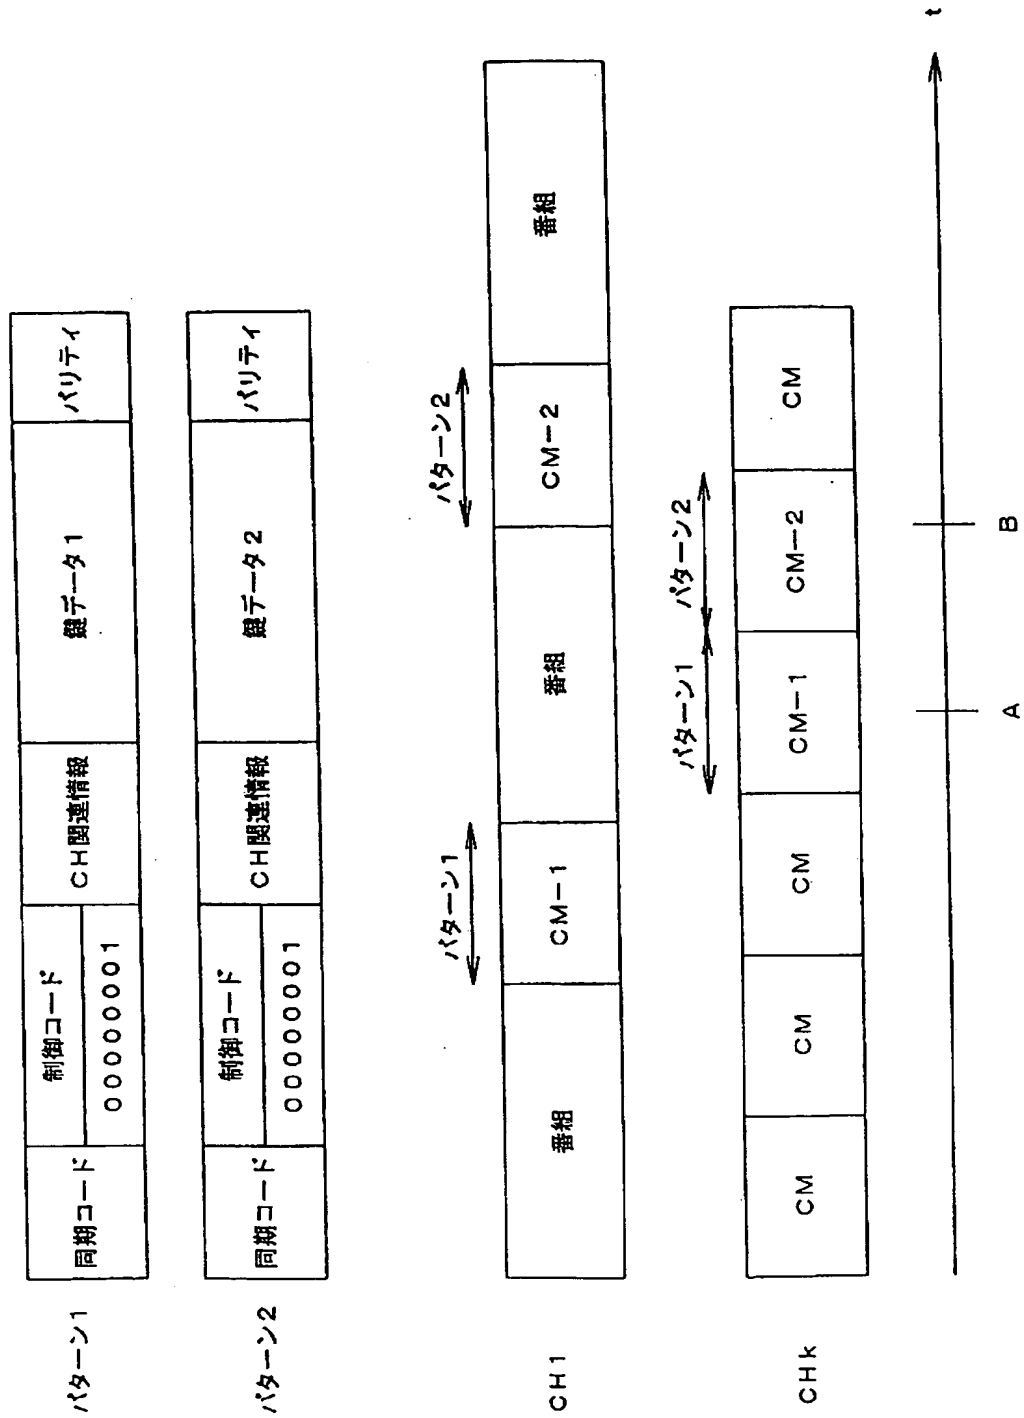 パターン1
同期コード
制御コード
00000001
CH関連情報
鍵データ1
パリティ
パターン2
同期コード
制御コード
00000001
CH関連情報
鍵データ2
パリティ
パターン1
パターン2
CH1
番組
CM-1
番組
CM-2
番組
パターン1
パターン2
CHk
CM
CM
CM
CM-1
CM-2
CM
t
A
B